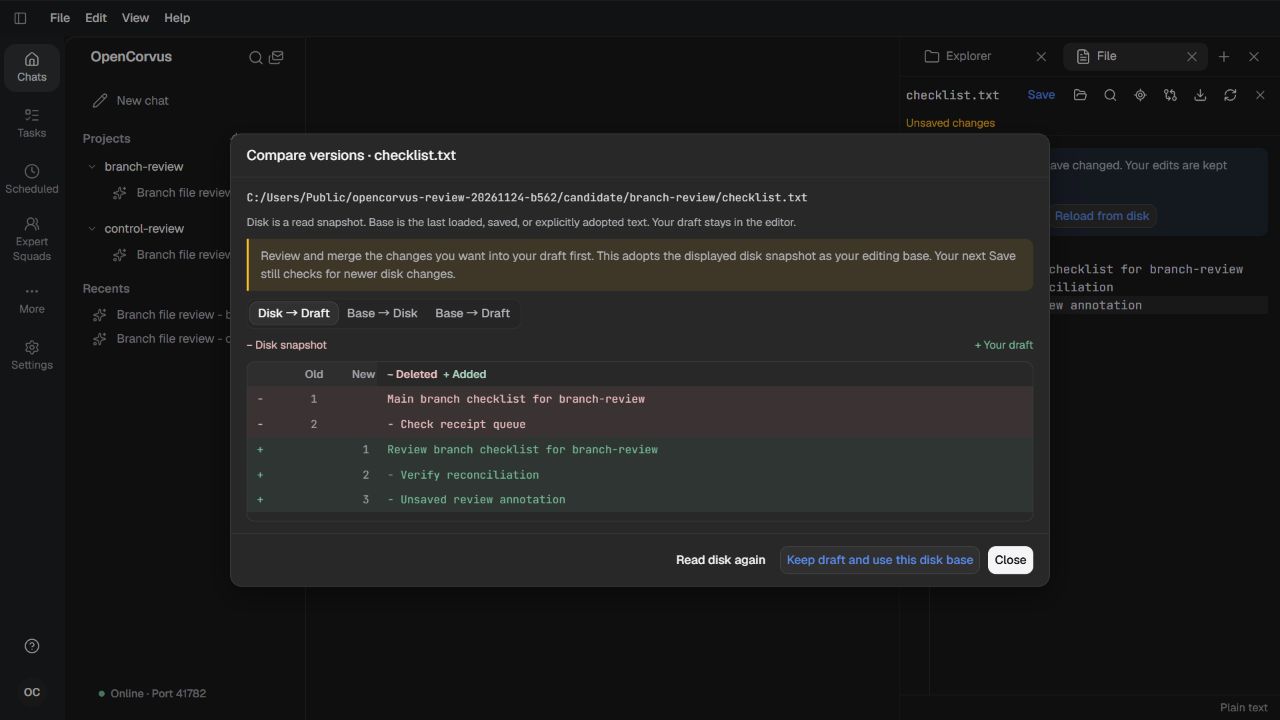 File Edit View Help
OpenCorvus
Explorer
File
Chats
checklist.txt
Save
New chat
Unsaved changes
Tasks
Projects
branch-review
Compare versions · checklist.txt
ave changed. Your edits are kept
Scheduled
Branch file review
C:/Users/Public/opencorvus-review-20261124-b562/candidate/branch-review/checklist.txt
Disk is a read snapshot. Base is the last loaded, saved, or explicitly adopted text. Your draft stays in the editor.
Reload from disk
control-review
Expert
Squads
Branch file review
Review and merge the changes you want into your draft first. This adopts the displayed disk snapshot as your editing base. Your next Save
still checks for newer disk changes.
checklist for branch-review
ciliation
ew annotation
Recents
More
Branch file review - b
Disk → Draft Base → Disk Base → Draft
Branch file review - c
− Disk snapshot
+ Your draft
Settings
Old New − Deleted + Added
- 1 Main branch checklist for branch-review
- 2 - Check receipt queue
+ 1 Review branch checklist for branch-review
+ 2 - Verify reconciliation
+ 3 - Unsaved review annotation
Read disk again
Keep draft and use this disk base
Close
OC
Online · Port 41782
Plain text